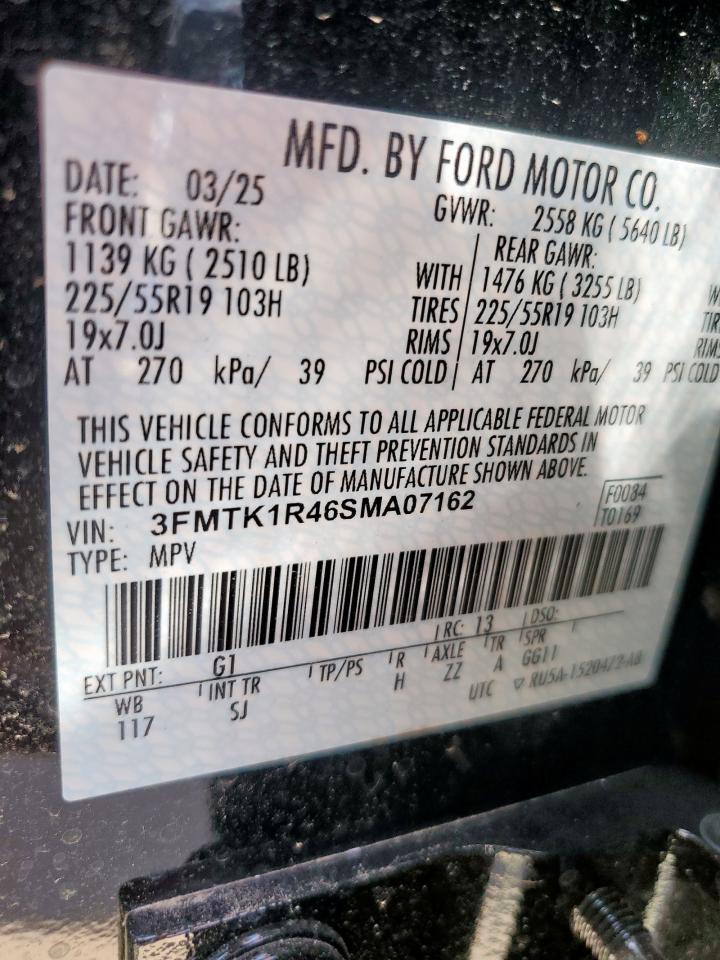 MFD. BY FORD MOTOR CO.
DATE: 03/25 GVWR: 2558 KG ( 5640 LB)
FRONT GAWR: REAR GAWR:
1139 KG ( 2510 LB) WITH 1476 KG ( 3255 LB)
225/55R19 103H TIRES 225/55R19 103H
19x7.0J RIMS 19x7.0J RIMS
AT 270 kPa/ 39 PSI COLD AT 270 kPa/ 39 PSI COLD
THIS VEHICLE CONFORMS TO ALL APPLICABLE FEDERAL MOTOR
VEHICLE SAFETY AND THEFT PREVENTION STANDARDS IN
EFFECT ON THE DATE OF MANUFACTURE SHOWN ABOVE.
VIN: 3FMTK1R46SMA07162 F0084
TYPE: MPV T0169
EXT PNT: G1 RC: 13 DSO:
WB INT TR TP/PS R AXLE TR SPR
117 SJ H ZZ A GG11
UTC